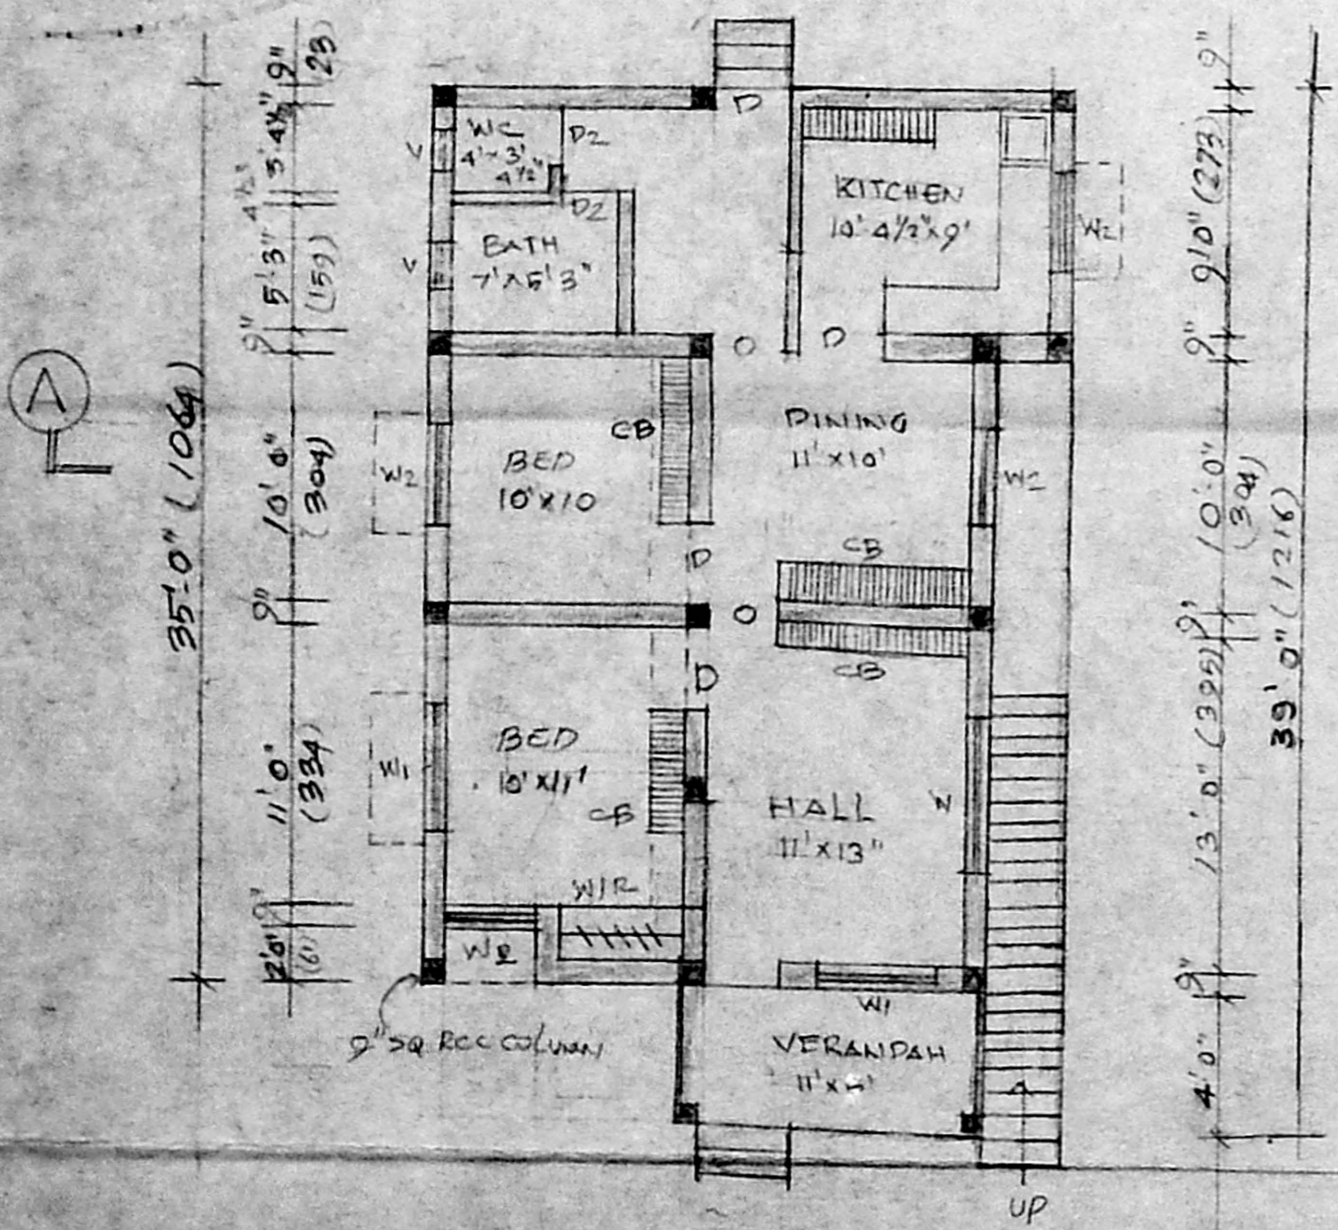 D
WC
4'-3'
4½"
D2
V
D2
BATH
7'×5'3"
V
KITCHEN
10'-4½"×9'
W2
O
D
CB
BED
10'×10
W2
DINING
11'×10'
W2
CB
D
O
CB
D
BED
10'×11'
W1
CB
HALL
11'×13"
W
W/R
W2
W1
9" SQ RCC COLUMN
VERANDAH
UP
A
35'-0" (1064)
9"
(23)
3'4½"
4½"
5'3"
(159)
9"
10'0"
(304)
9"
11'0"
(334)
9"
2'0"
(61)
9"
9'0" (273)
9"
10'-0"
(304)
9"
13'0" (395)
9"
4'0"
39'0" (1216)